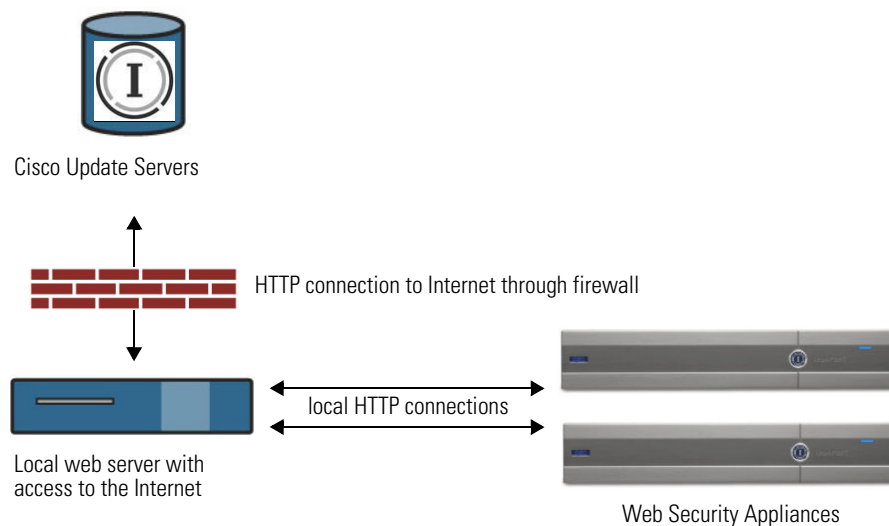 I
Cisco Update Servers
HTTP connection to Internet through firewall
local HTTP connections
Local web server with
access to the Internet
Web Security Appliances